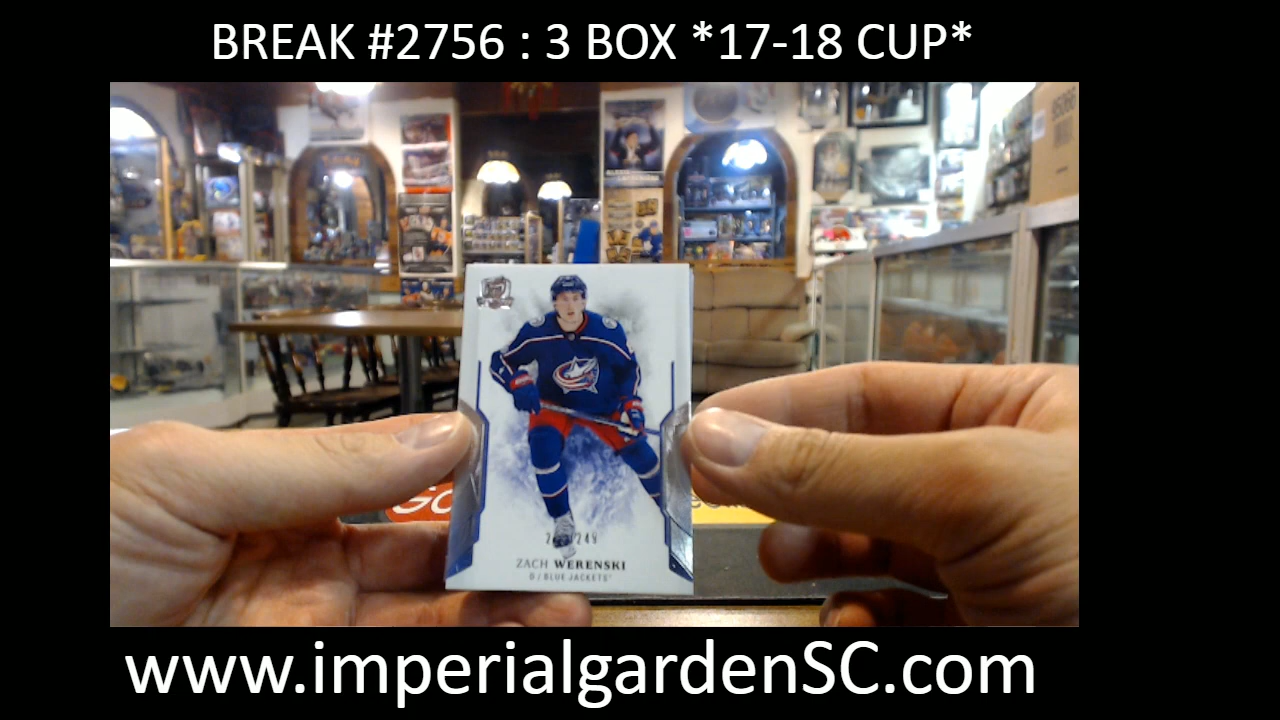 BREAK #2756 : 3 BOX *17-18 CUP*
ZACH WERENSKI
D / BLUE JACKETS
www.imperialgardenSC.com